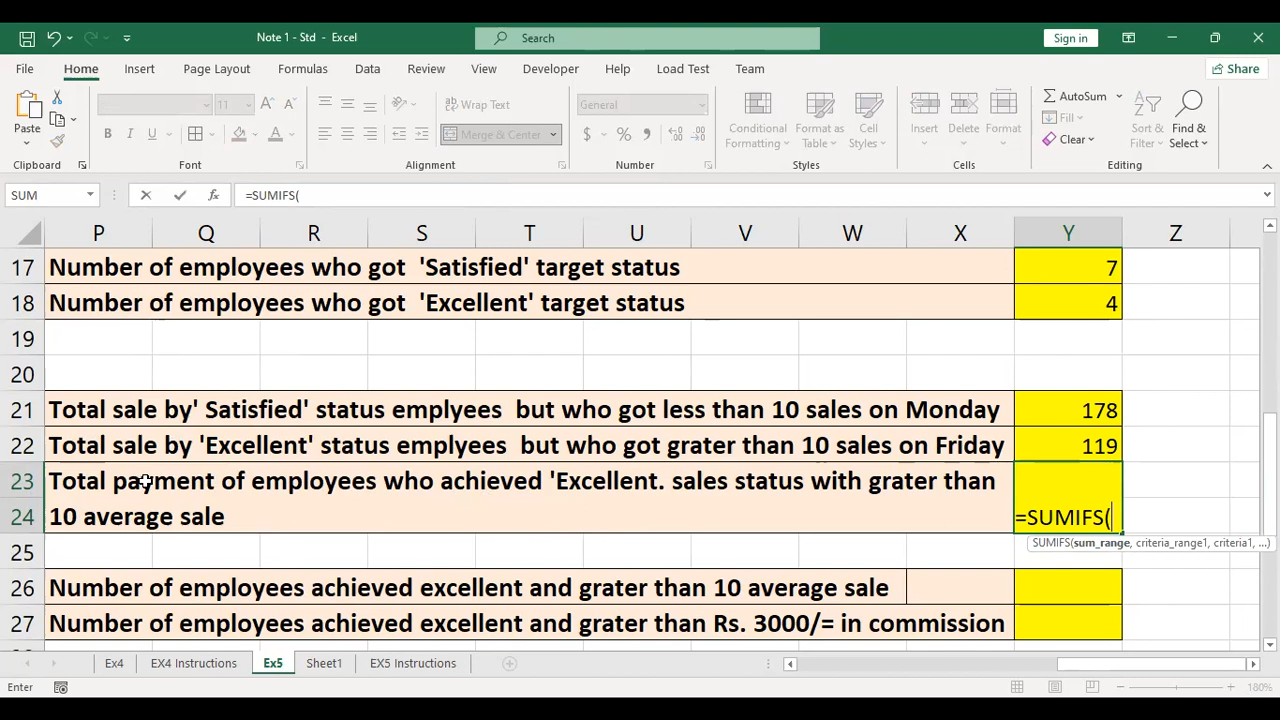 Note 1 - Std - Excel
Search
Sign in
File Home Insert Page Layout Formulas Data Review View Developer Help Load Test Team
Share
Paste
Clipboard
11
A A
B I U
A
Font
Wrap Text
Merge & Center
Alignment
General
$ % ,
Number
Conditional Formatting
Format as Table
Cell Styles
Styles
Insert
Delete
Format
Cells
AutoSum
Fill
Clear
Sort & Filter
Find & Select
Editing
SUM
fx
=SUMIFS(
P Q R S T U V W X Y Z
17 Number of employees who got 'Satisfied' target status 7
18 Number of employees who got 'Excellent' target status 4
19
20
21 Total sale by' Satisfied' status emplyees but who got less than 10 sales on Monday 178
22 Total sale by 'Excellent' status emplyees but who got grater than 10 sales on Friday 119
23 Total payment of employees who achieved 'Excellent. sales status with grater than
24 10 average sale =SUMIFS(
SUMIFS(sum_range, criteria_range1, criteria1, ...)
25
26 Number of employees achieved excellent and grater than 10 average sale
27 Number of employees achieved excellent and grater than Rs. 3000/= in commission
Ex4 EX4 Instructions Ex5 Sheet1 EX5 Instructions
Enter
180%